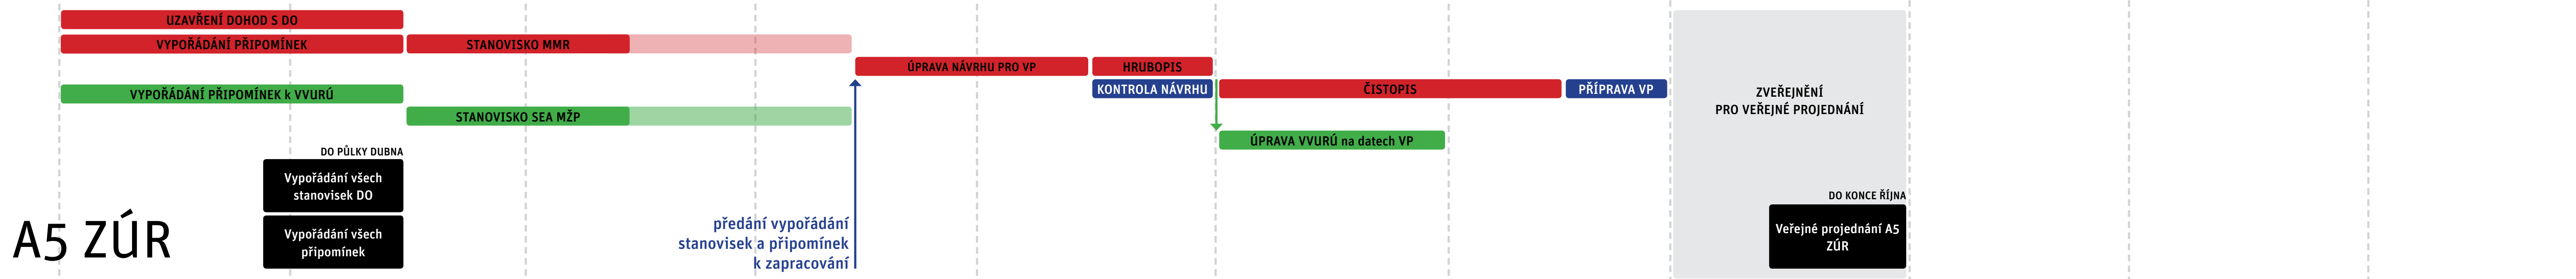 UZAVŘENÍ DOHOD S DO
VYPOŘÁDÁNÍ PŘIPOMÍNEK
STANOVISKO MMR
ÚPRAVA NÁVRHU PRO VP
HRUBOPIS
KONTROLA NÁVRHU
ČISTOPIS
PŘÍPRAVA VP
VYPOŘÁDÁNÍ PŘIPOMÍNEK k VVURÚ
STANOVISKO SEA MŽP
ÚPRAVA VVURÚ na datech VP
ZVEŘEJNĚNÍ
PRO VEŘEJNÉ PROJEDNÁNÍ
DO PŮLKY DUBNA
Vypořádání všech
stanovisek DO
Vypořádání všech
připomínek
A5 ZÚR
předání vypořádání
stanovisek a připomínek
k zapracování
DO KONCE ŘÍJNA
Veřejné projednání A5
ZÚR